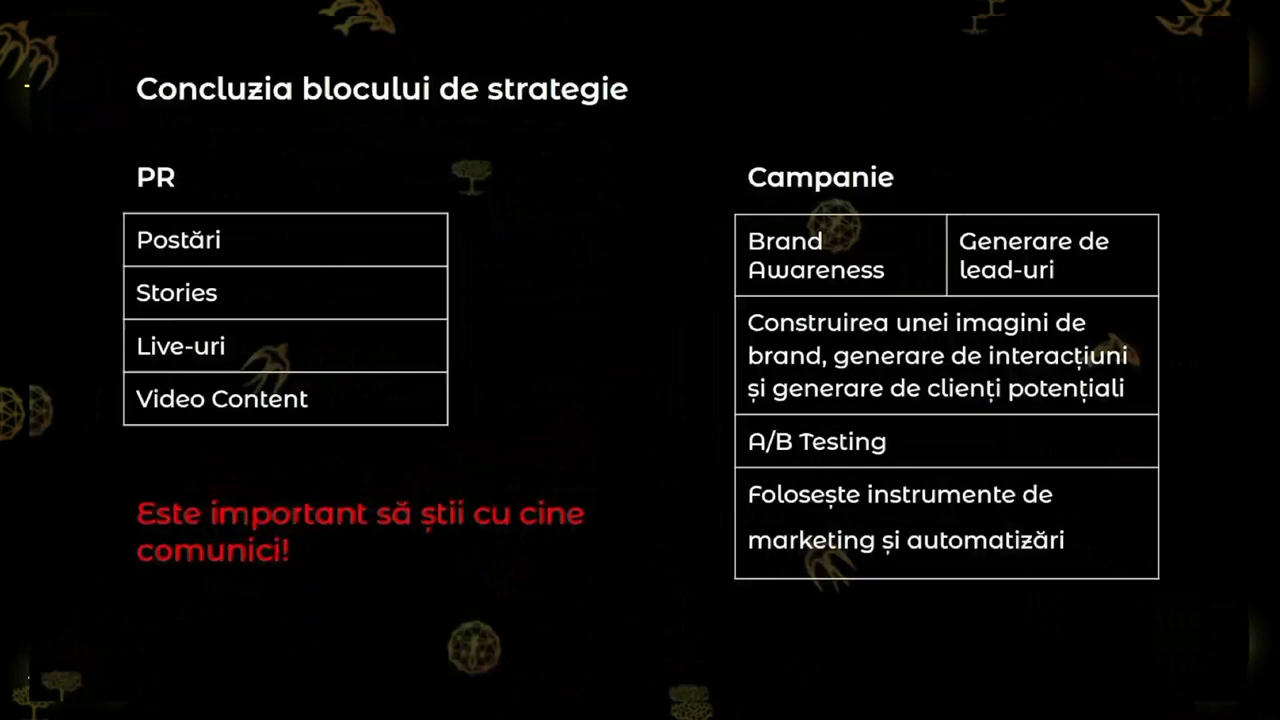 Concluzia blocului de strategie
PR
Postări
Stories
Live-uri
Video Content
Este important să știi cu cine
comunici!
Campanie
Brand
Awareness
Generare de
lead-uri
Construirea unei imagini de
brand, generare de interacțiuni
și generare de clienți potențiali
A/B Testing
Folosește instrumente de
marketing și automatizări